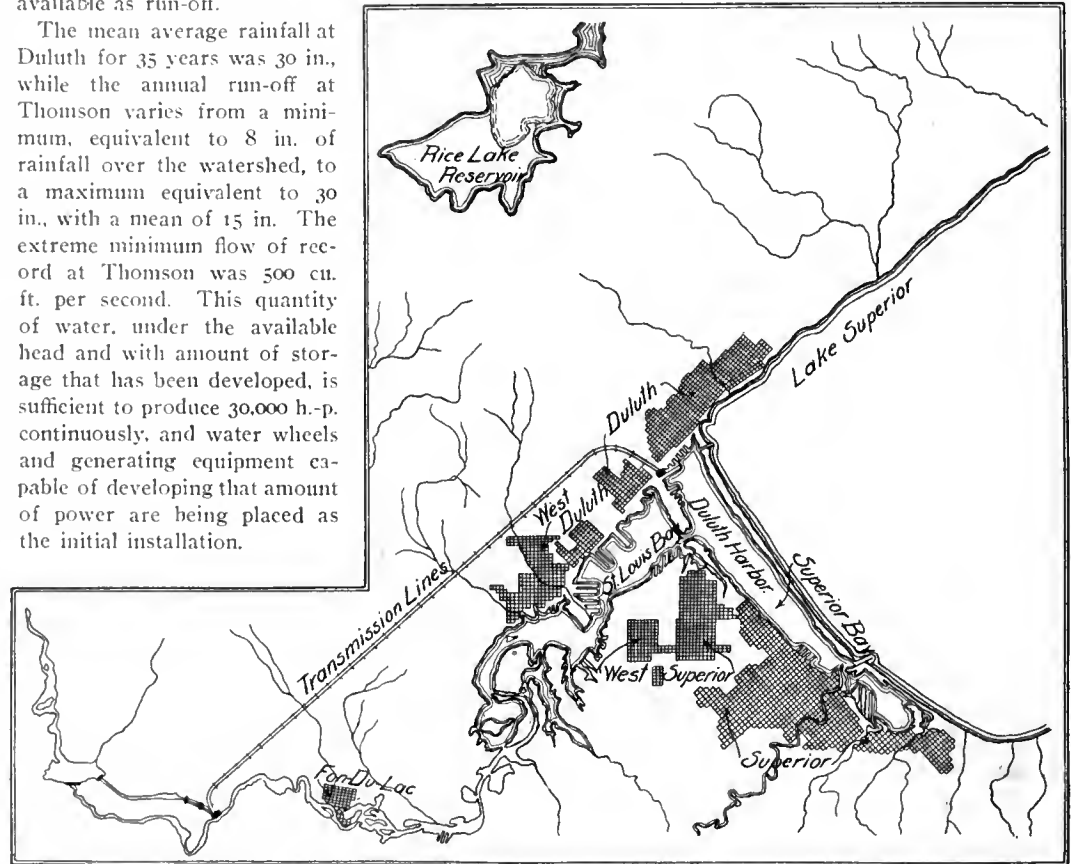 available as run-off.
The mean average rainfall at
Duluth for 35 years was 30 in.,
while the annual run-off at
Thomson varies from a mini-
mum, equivalent to 8 in. of
rainfall over the watershed, to
a maximum equivalent to 30
in., with a mean of 15 in. The
extreme minimum flow of rec-
ord at Thomson was 500 cu.
ft. per second. This quantity
of water, under the available
head and with amount of stor-
age that has been developed, is
sufficient to produce 30,000 h.-p.
continuously, and water wheels
and generating equipment ca-
pable of developing that amount
of power are being placed as
the initial installation.
Rice Lake
Reservoir
Lake Superior
Duluth
West
Duluth
St. Louis Bay
Duluth Harbor.
Superior Bay
Transmission Lines
West Superior
Superior
Fon-Du-Lac